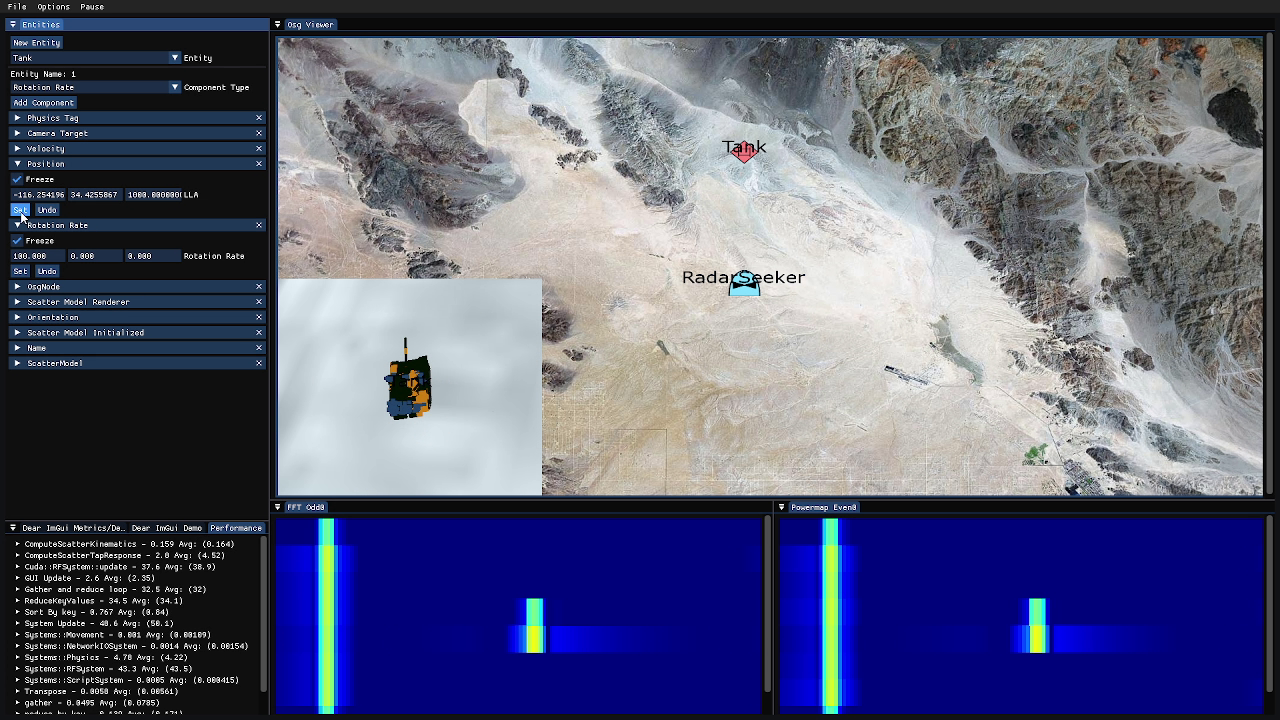 File Options Pause
Entities
New Entity
Tank Entity
Entity Name: 1
Rotation Rate Component Type
Add Component
Physics Tag
Camera Target
Velocity
Position
Freeze
-116.254196 34.4255867 1000.000000 LLA
Set Undo
Rotation Rate
Freeze
100.000 0.000 0.000 Rotation Rate
Set Undo
OsgNode
Scatter Model Renderer
Orientation
Scatter Model Initialized
Name
ScatterModel
Dear ImGui Metrics/De.. Dear ImGui Demo Performance
ComputeScatterKinematics - 0.159 Avg: (0.164)
ComputeScatterTapResponse - 2.8 Avg: (4.52)
Cuda::RFSystem::update - 37.6 Avg: (38.9)
GUI Update - 2.6 Avg: (2.35)
Gather and reduce loop - 32.5 Avg: (32)
ReduceKeyValues - 34.5 Avg: (34.1)
Sort By key - 0.767 Avg: (0.84)
System Update - 48.6 Avg: (50.1)
Systems::Movement - 0.001 Avg: (0.00109)
Systems::NetworkIOSystem - 0.0014 Avg: (0.00154)
Systems::Physics - 4.78 Avg: (4.22)
Systems::RFSystem - 43.3 Avg: (43.5)
Systems::ScriptSystem - 0.0005 Avg: (0.000415)
Transpose - 0.0058 Avg: (0.00561)
gather - 0.0495 Avg: (0.0785)
Osg Viewer
Tank
RadarSeeker
FFT Odd0
Powermap Even0